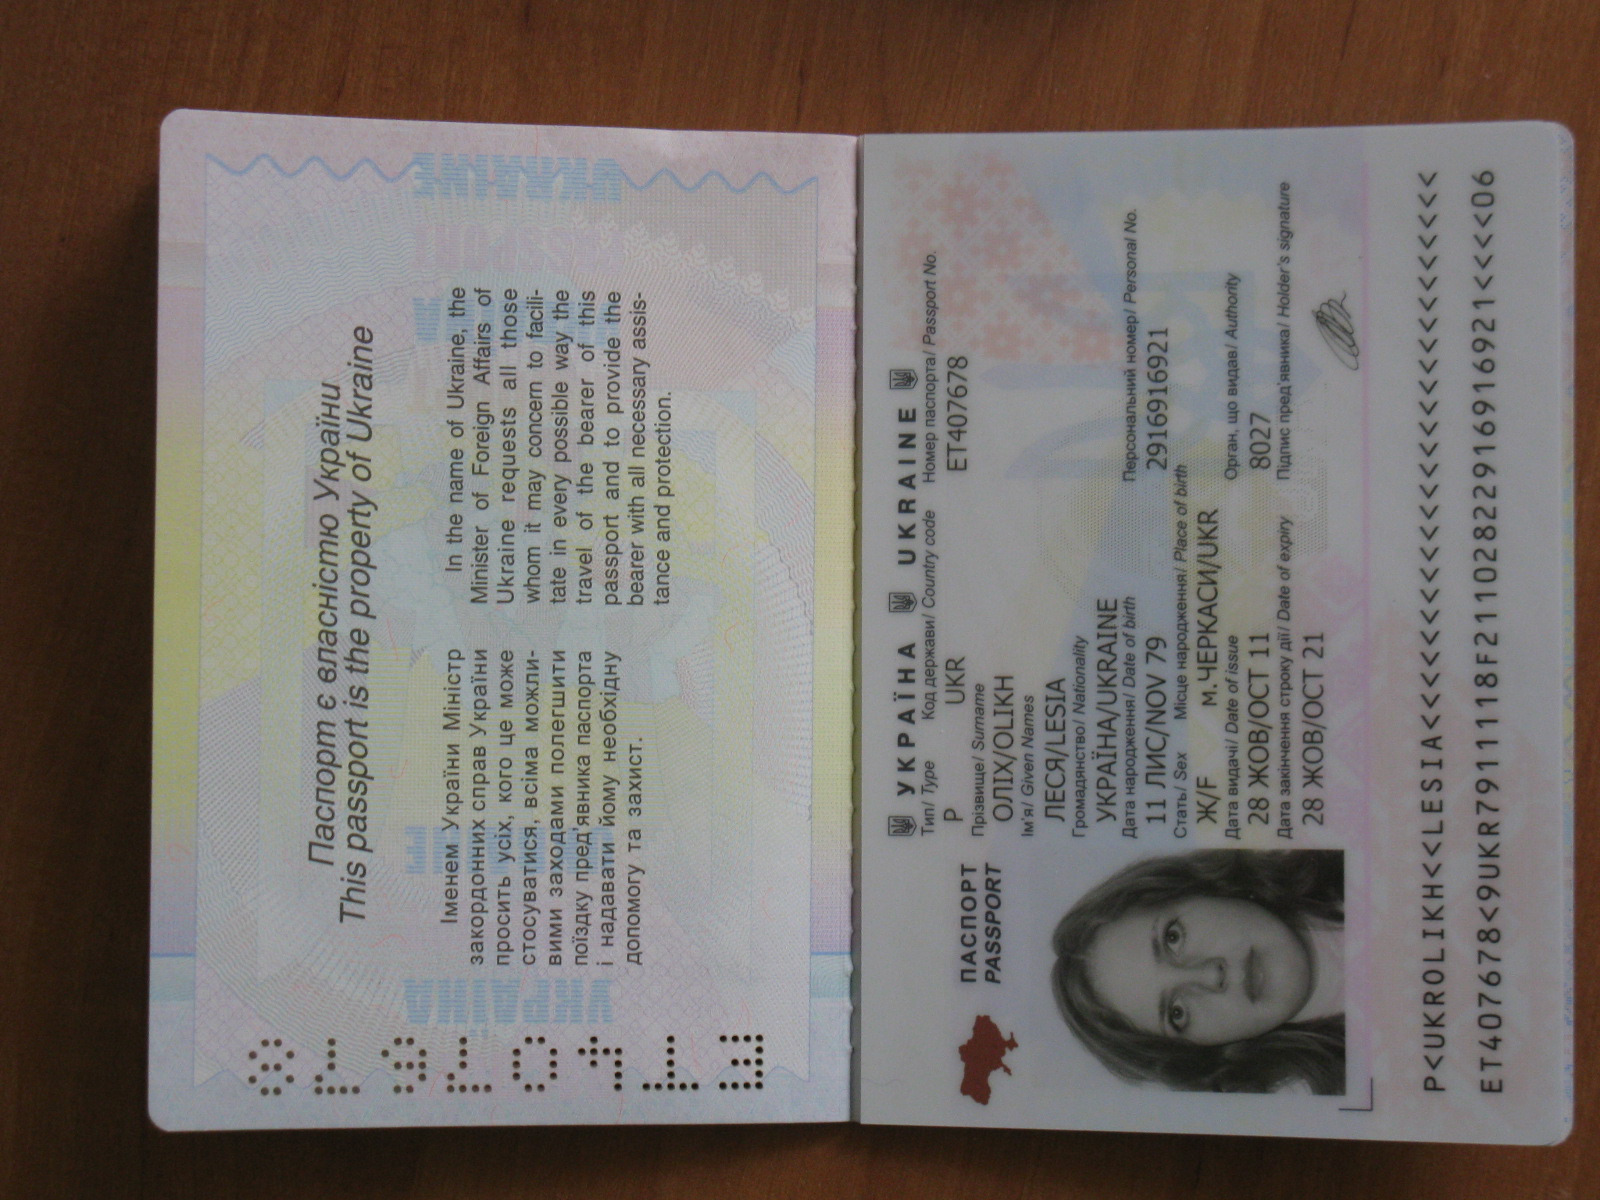 Паспорт є власністю України
This passport is the property of Ukraine
Іменем України Міністр
закордонних справ України
просить усіх, кого це може
стосуватися, всіма можли-
вими заходами полегшити
поїздку пред'явника паспорта
і надавати йому необхідну
допомогу та захист.
In the name of Ukraine, the
Minister of Foreign Affairs of
Ukraine requests all those
whom it may concern to facili-
tate in every possible way the
travel of the bearer of this
passport and to provide the
bearer with all necessary assis-
tance and protection.
ET407678
ПАСПОРТ
PASSPORT
УКРАЇНА UKRAINE
Тип/ Type Код держави/ Country code Номер паспорта/ Passport No.
P UKR ET407678
Прізвище/ Surname
ОЛІХ/OLIKH
Ім'я/ Given Names
ЛЕСЯ/LESIA
Громадянство/ Nationality
УКРАЇНА/UKRAINE
Дата народження/ Date of birth Персональний номер/ Personal No.
11 ЛИС/NOV 79 2916916921
Стать/ Sex Місце народження/ Place of birth
Ж/F м.ЧЕРКАСИ/UKR
Дата видачі/ Date of issue Орган, що видав/ Authority
28 ЖОВ/OCT 11 8027
Дата закінчення строку дії/ Date of expiry Підпис пред'явника/ Holder's signature
28 ЖОВ/OCT 21
P<UKROLIKH<<LESIA<<<<<<<<<<<<<<<<<<<<<<<<<<<
ET407678<9UKR7911118F21102822916916921<<<<06